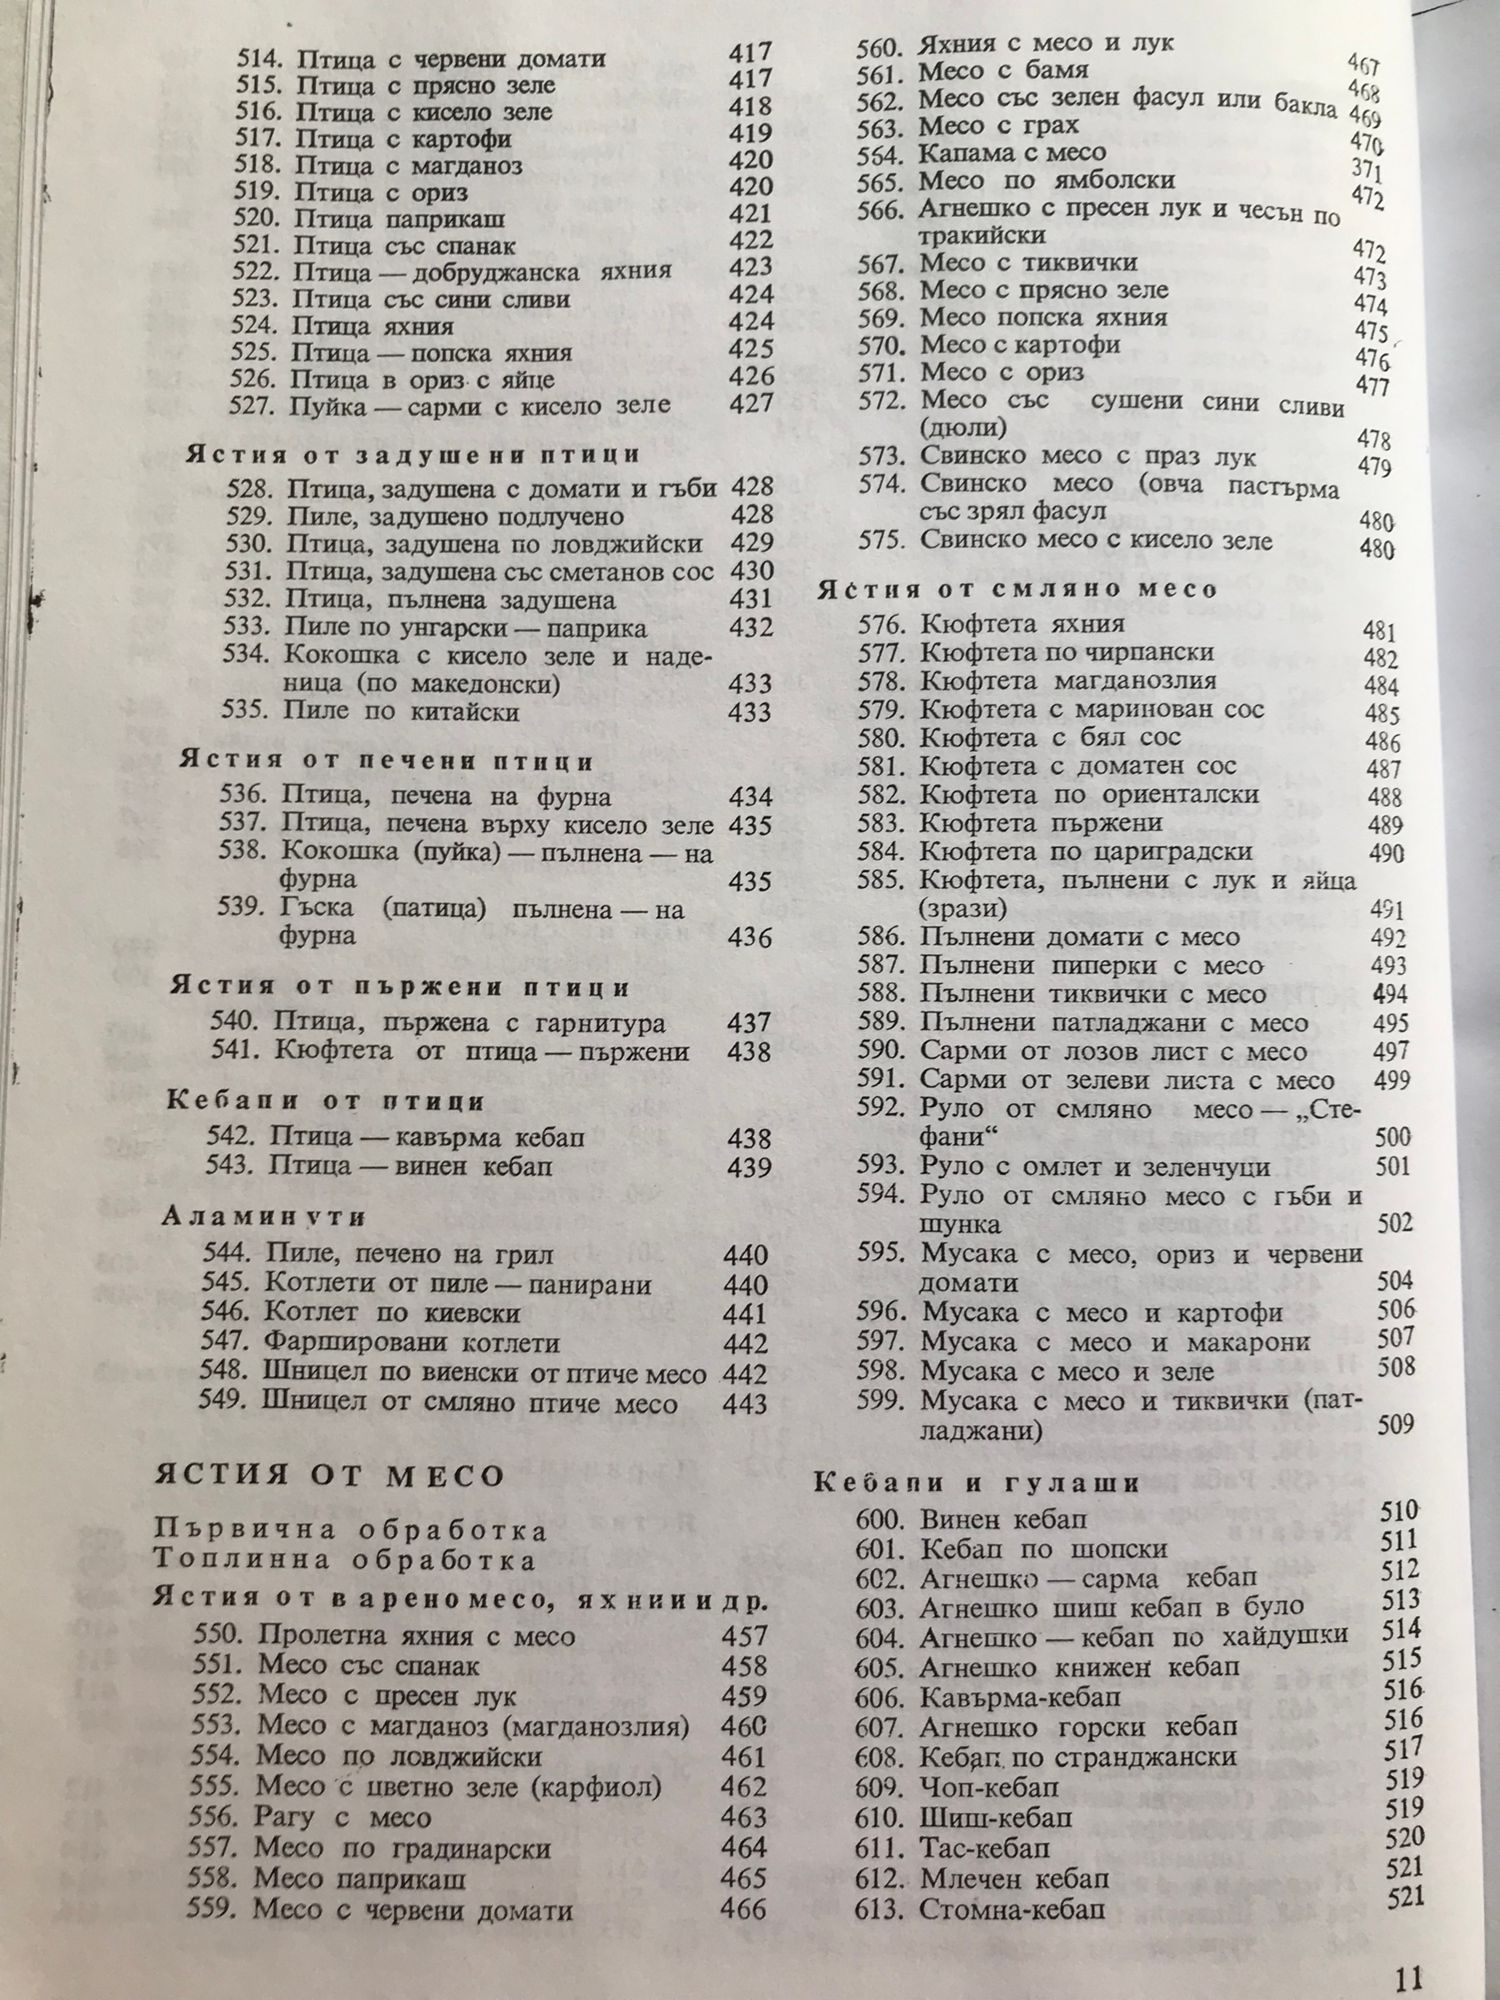 514. Птица с червени домати 417
515. Птица с прясно зеле 417
516. Птица с кисело зеле 418
517. Птица с картофи 419
518. Птица с магданоз 420
519. Птица с ориз 420
520. Птица паприкаш 421
521. Птица със спанак 422
522. Птица — добруджанска яхния 423
523. Птица със сини сливи 424
524. Птица яхния 424
525. Птица — попска яхния 425
526. Птица в ориз с яйце 426
527. Пуйка — сарми с кисело зеле 427
Ястия от задушени птици
528. Птица, задушена с домати и гъби 428
529. Пиле, задушено подлучено 428
530. Птица, задушена по ловджийски 429
531. Птица, задушена със сметанов сос 430
532. Птица, пълнена задушена 431
533. Пиле по унгарски — паприка 432
534. Кокошка с кисело зеле и наде-
ница (по македонски) 433
535. Пиле по китайски 433
Ястия от печени птици
536. Птица, печена на фурна 434
537. Птица, печена върху кисело зеле 435
538. Кокошка (пуйка) — пълнена — на
фурна 435
539. Гъска (патица) пълнена — на
фурна 436
Ястия от пържени птици
540. Птица, пържена с гарнитура 437
541. Кюфтета от птица — пържени 438
Кебапи от птици
542. Птица — кавърма кебап 438
543. Птица — винен кебап 439
Аламинути
544. Пиле, печено на грил 440
545. Котлети от пиле — панирани 440
546. Котлет по киевски 441
547. Фаршировани котлети 442
548. Шницел по виенски от птиче месо 442
549. Шницел от смляно птиче месо 443
ЯСТИЯ ОТ МЕСО
Първична обработка
Топлинна обработка
Ястия от варено месо, яхнии и др.
550. Пролетна яхния с месо 457
551. Месо със спанак 458
552. Месо с пресен лук 459
553. Месо с магданоз (магданозлия) 460
554. Месо по ловджийски 461
555. Месо с цветно зеле (карфиол) 462
556. Рагу с месо 463
557. Месо по градинарски 464
558. Месо паприкаш 465
559. Месо с червени домати 466
560. Яхния с месо и лук 467
561. Месо с бамя 468
562. Месо със зелен фасул или бакла 469
563. Месо с грах 470
564. Капама с месо 371
565. Месо по ямболски 472
566. Агнешко с пресен лук и чесън по
тракийски 472
567. Месо с тиквички 473
568. Месо с прясно зеле 474
569. Месо попска яхния 475
570. Месо с картофи 476
571. Месо с ориз 477
572. Месо със сушени сини сливи
(дюли) 478
573. Свинско месо с праз лук 479
574. Свинско месо (овча пастърма
със зрял фасул 480
575. Свинско месо с кисело зеле 480
Ястия от смляно месо
576. Кюфтета яхния 481
577. Кюфтета по чирпански 482
578. Кюфтета магданозлия 484
579. Кюфтета с маринован сос 485
580. Кюфтета с бял сос 486
581. Кюфтета с доматен сос 487
582. Кюфтета по ориенталски 488
583. Кюфтета пържени 489
584. Кюфтета по цариградски 490
585. Кюфтета, пълнени с лук и яйца
(зрази) 491
586. Пълнени домати с месо 492
587. Пълнени пиперки с месо 493
588. Пълнени тиквички с месо 494
589. Пълнени патладжани с месо 495
590. Сарми от лозов лист с месо 497
591. Сарми от зелеви листа с месо 499
592. Руло от смляно месо — „Сте-
фани“ 500
593. Руло с омлет и зеленчуци 501
594. Руло от смляно месо с гъби и
шунка 502
595. Мусака с месо, ориз и червени
домати 504
596. Мусака с месо и картофи 506
597. Мусака с месо и макарони 507
598. Мусака с месо и зеле 508
599. Мусака с месо и тиквички (пат-
ладжани) 509
Кебапи и гулаши
600. Винен кебап 510
601. Кебап по шопски 511
602. Агнешко — сарма кебап 512
603. Агнешко шиш кебап в було 513
604. Агнешко — кебап по хайдушки 514
605. Агнешко книжен кебап 515
606. Кавърма-кебап 516
607. Агнешко горски кебап 516
608. Кебап по странджански 517
609. Чоп-кебап 519
610. Шиш-кебап 519
611. Тас-кебап 520
612. Млечен кебап 521
613. Стомна-кебап 521
11